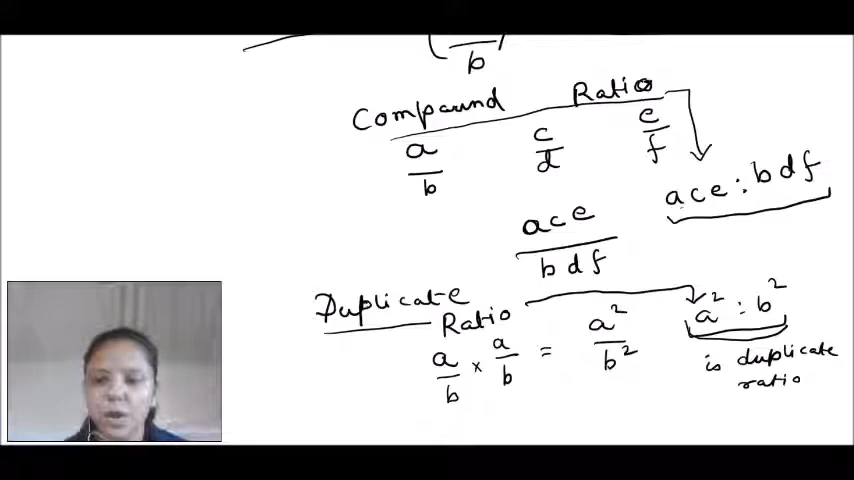 b
Compound Ratio
a/b c/d e/f
ace : bdf
ace/bdf
Duplicate Ratio
a/b × a/b = a²/b²
a² : b²
is duplicate
ratio